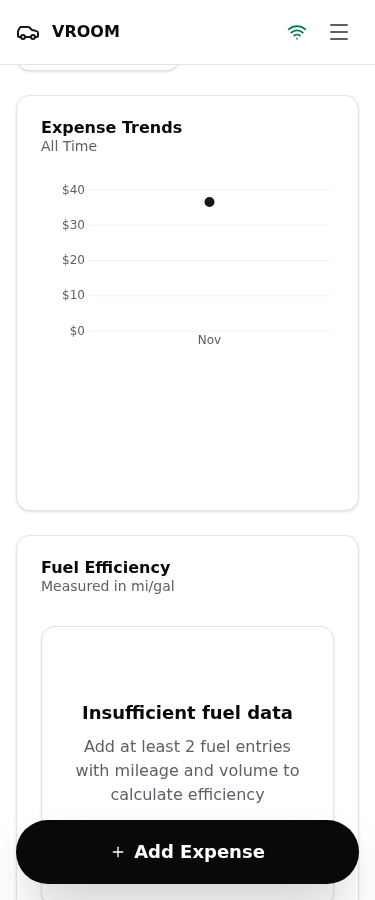 VROOM
Expense Trends
All Time
$40
$30
$20
$10
$0
Nov
Fuel Efficiency
Measured in mi/gal
Insufficient fuel data
Add at least 2 fuel entries
with mileage and volume to
calculate efficiency
+ Add Expense